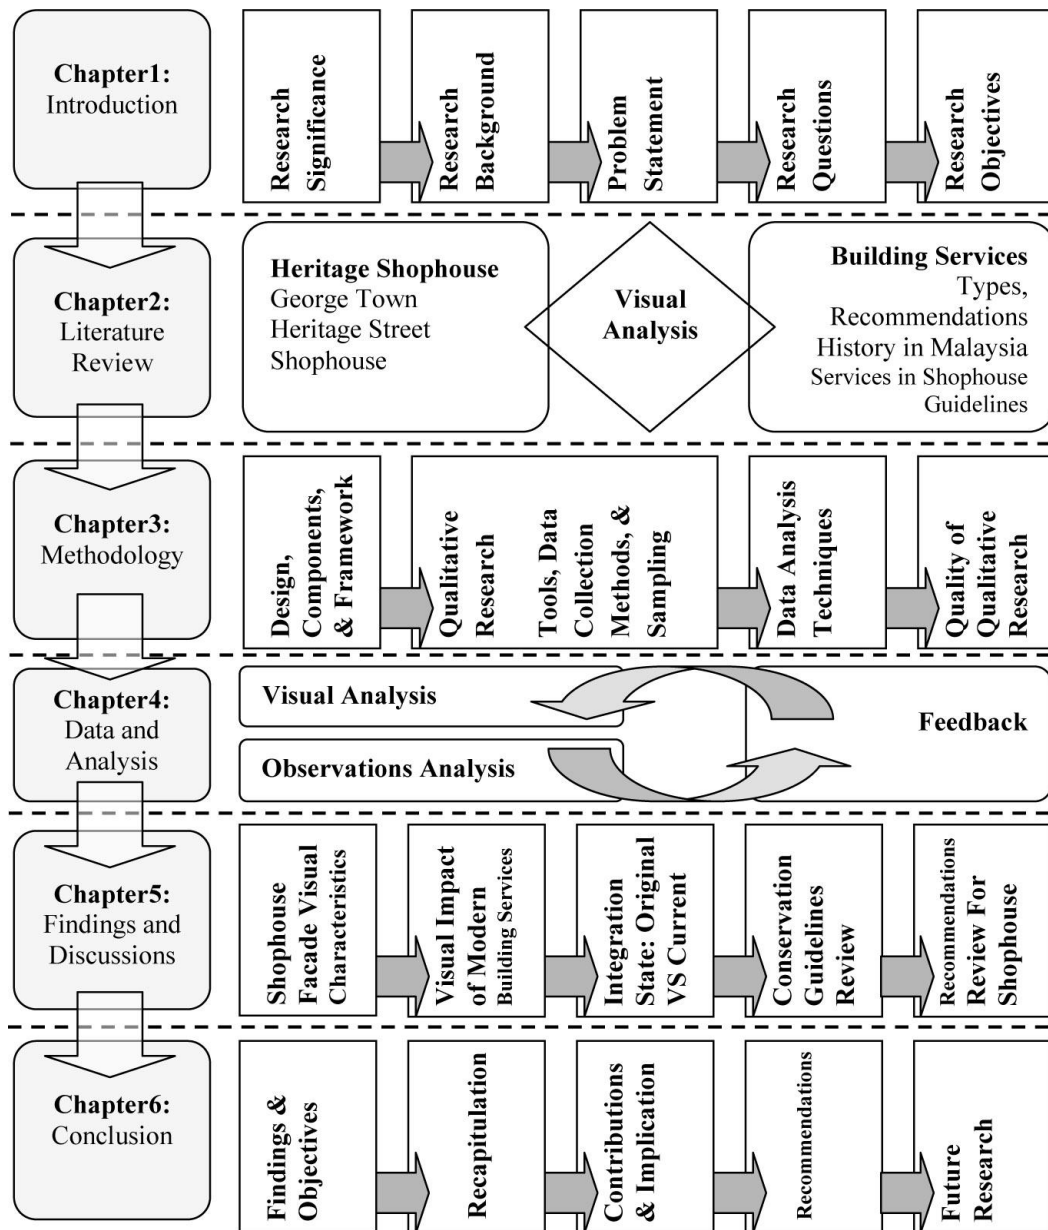 Chapter1:
Introduction
Research
Significance
Research
Background
Problem
Statement
Research
Questions
Research
Objectives
Chapter2:
Literature
Review
Heritage Shophouse
George Town
Heritage Street
Shophouse
Visual
Analysis
Building Services
Types,
Recommendations
History in Malaysia
Services in Shophouse
Guidelines
Chapter3:
Methodology
Design,
Components,
& Framework
Qualitative
Research
Tools, Data
Collection
Methods, &
Sampling
Data Analysis
Techniques
Quality of
Qualitative
Research
Chapter4:
Data and
Analysis
Visual Analysis
Observations Analysis
Feedback
Chapter5:
Findings and
Discussions
Shophouse
Facade Visual
Characteristics
Visual Impact
of Modern
Building Services
Integration
State: Original
VS Current
Conservation
Guidelines
Review
Recommendations
Review For
Shophouse
Chapter6:
Conclusion
Findings &
Objectives
Recapitulation
Contributions
& Implication
Recommendations
Future
Research